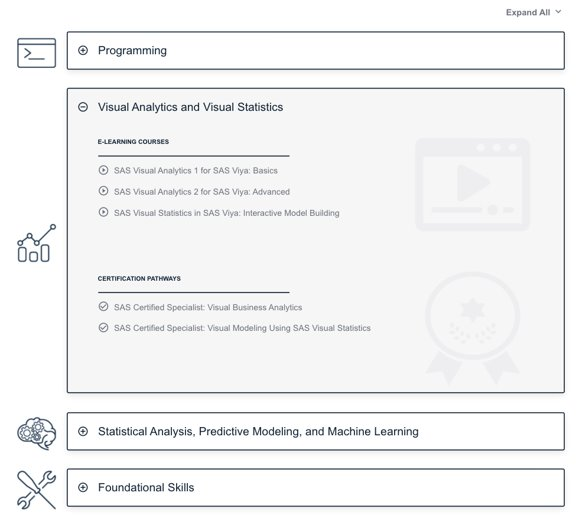 Expand All
Programming
Visual Analytics and Visual Statistics
E-LEARNING COURSES
SAS Visual Analytics 1 for SAS Viya: Basics
SAS Visual Analytics 2 for SAS Viya: Advanced
SAS Visual Statistics in SAS Viya: Interactive Model Building
CERTIFICATION PATHWAYS
SAS Certified Specialist: Visual Business Analytics
SAS Certified Specialist: Visual Modeling Using SAS Visual Statistics
Statistical Analysis, Predictive Modeling, and Machine Learning
Foundational Skills